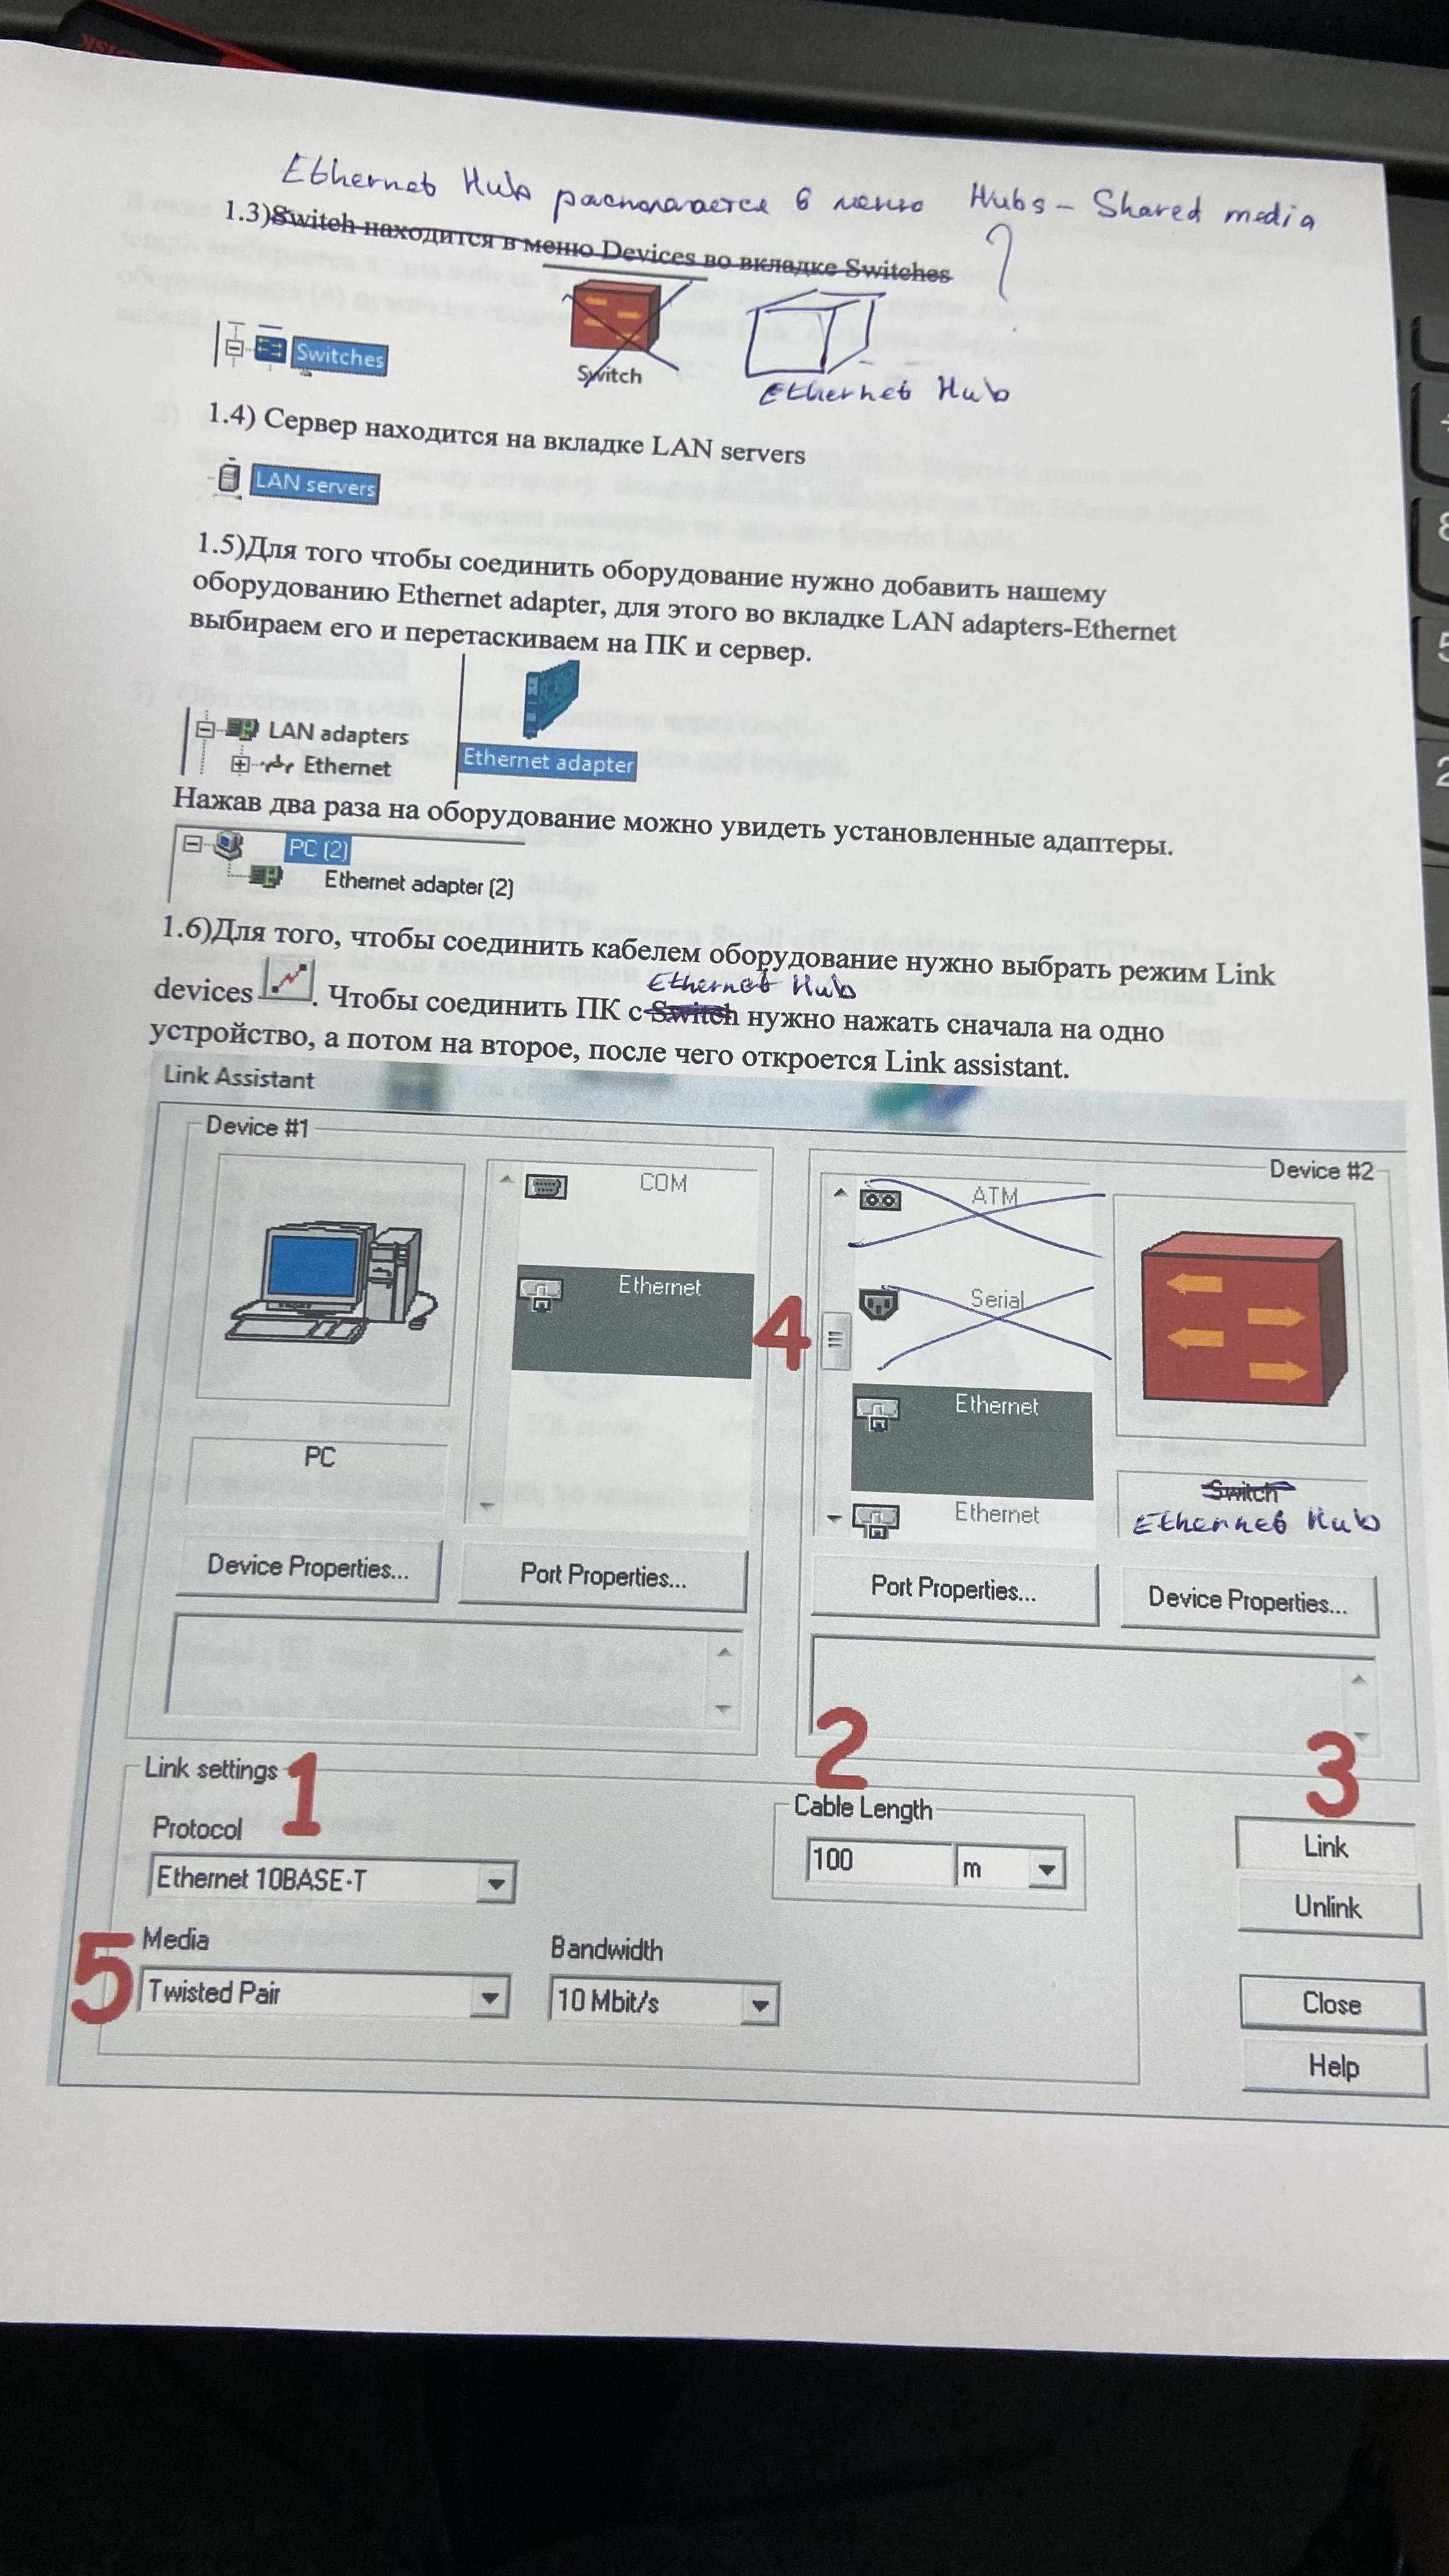 Ethernet Hub располагается в меню Hubs - Shared media
1.3)Switch находится в меню Devices во вкладке Switches
?
Switches
Switch
Ethernet Hub
1.4) Сервер находится на вкладке LAN servers
LAN servers
1.5)Для того чтобы соединить оборудование нужно добавить нашему
оборудованию Ethernet adapter, для этого во вкладке LAN adapters-Ethernet
выбираем его и перетаскиваем на ПК и сервер.
LAN adapters
Ethernet
Ethernet adapter
Нажав два раза на оборудование можно увидеть установленные адаптеры.
PC (2)
Ethernet adapter (2)
1.6)Для того, чтобы соединить кабелем оборудование нужно выбрать режим Link
Ethernet Hub
devices . Чтобы соединить ПК с Switch нужно нажать сначала на одно
устройство, а потом на второе, после чего откроется Link assistant.
Link Assistant
Device #1
COM
Ethernet
PC
Device Properties...
Port Properties...
4
Device #2
ATM
Serial
Ethernet
Ethernet
Switch
Ethernet Hub
Port Properties...
Device Properties...
Link settings
1
2
3
Protocol
Ethernet 10BASE-T
Cable Length
100
m
Link
Unlink
5
Media
Twisted Pair
Bandwidth
10 Mbit/s
Close
Help